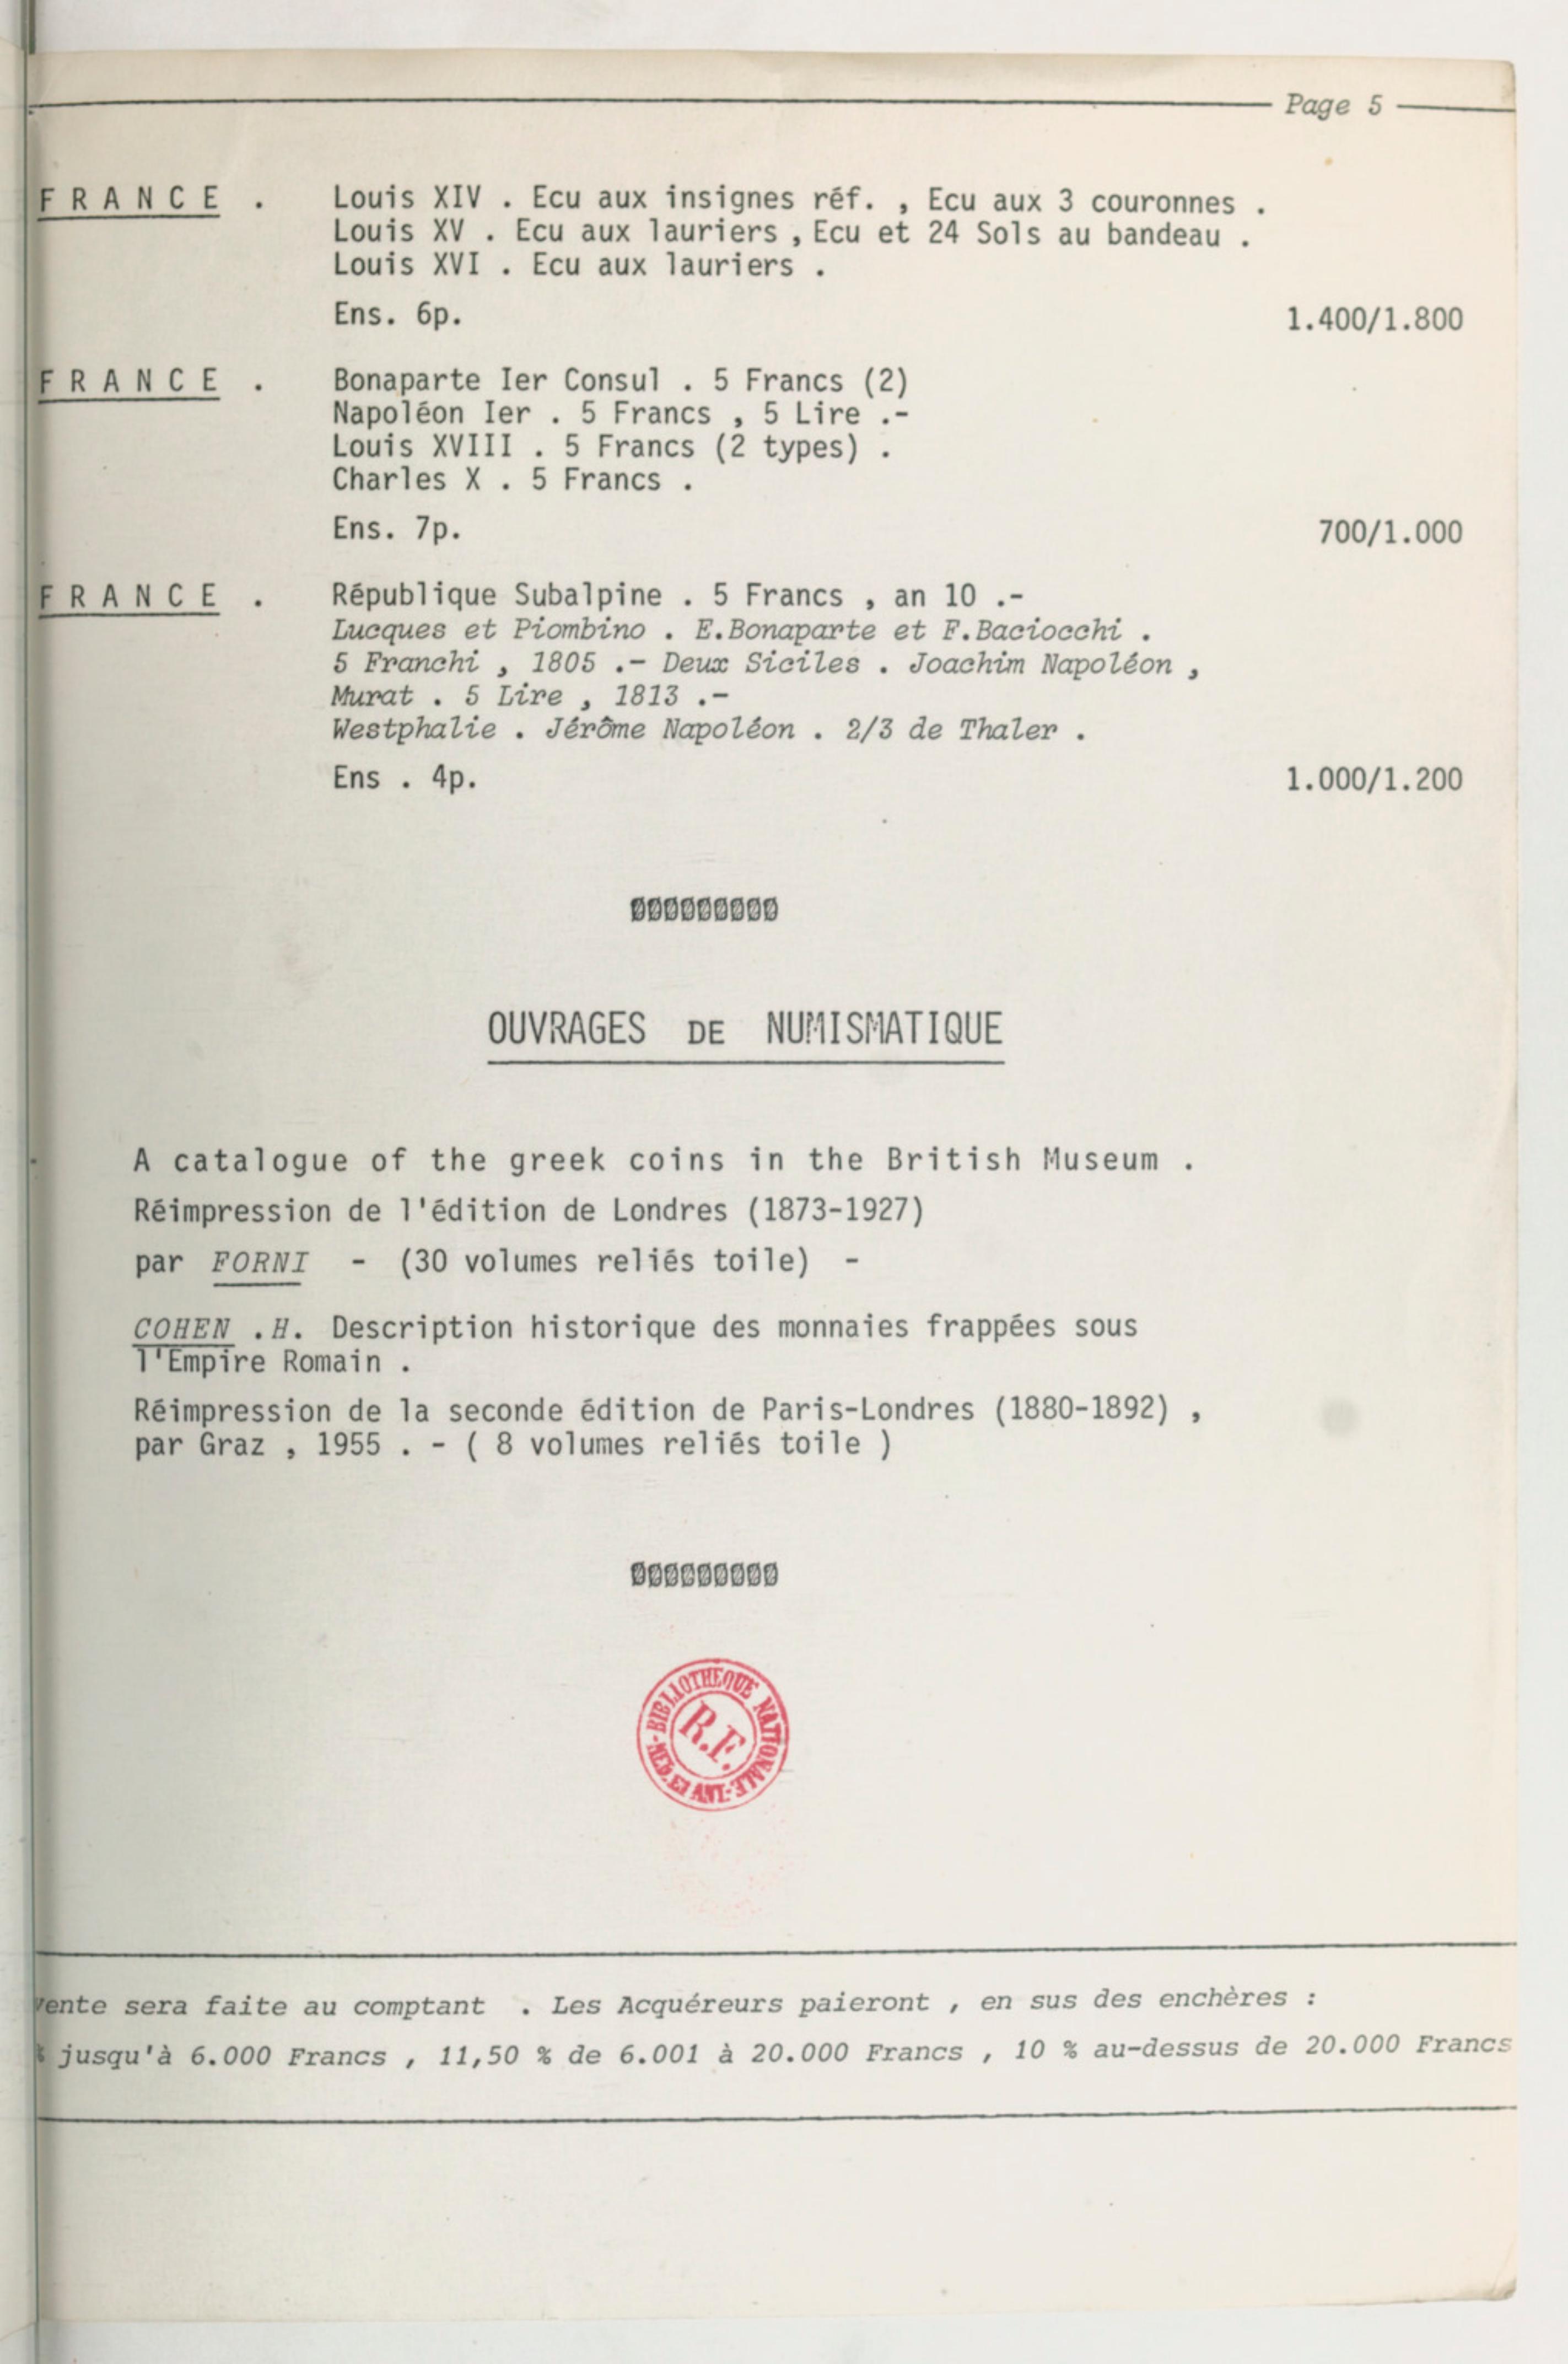 Page 5
FRANCE . Louis XIV . Ecu aux insignes réf. , Ecu aux 3 couronnes .
Louis XV . Ecu aux lauriers , Ecu et 24 Sols au bandeau .
Louis XVI . Ecu aux lauriers .
Ens. 6p. 1.400/1.800
FRANCE . Bonaparte Ier Consul . 5 Francs (2)
Napoléon Ier . 5 Francs , 5 Lire .-
Louis XVIII . 5 Francs (2 types) .
Charles X . 5 Francs .
Ens. 7p. 700/1.000
FRANCE . République Subalpine . 5 Francs , an 10 .-
Lucques et Piombino . E.Bonaparte et F.Baciocchi .
5 Franchi , 1805 .- Deux Siciles . Joachim Napoléon ,
Murat . 5 Lire , 1813 .-
Westphalie . Jérôme Napoléon . 2/3 de Thaler .
Ens . 4p. 1.000/1.200
OUVRAGES DE NUMISMATIQUE
A catalogue of the greek coins in the British Museum .
Réimpression de l'édition de Londres (1873-1927)
par FORNI - (30 volumes reliés toile) -
COHEN .H. Description historique des monnaies frappées sous
l'Empire Romain .
Réimpression de la seconde édition de Paris-Londres (1880-1892) ,
par Graz , 1955 . - ( 8 volumes reliés toile )
BIBLIOTHEQUE NATIONALE - MED. ET ANT. -
R.F.
sera faite au comptant . Les Acquéreurs paieront , en sus des enchères :
jusqu'à 6.000 Francs , 11,50 % de 6.001 à 20.000 Francs , 10 % au-dessus de 20.000 Francs